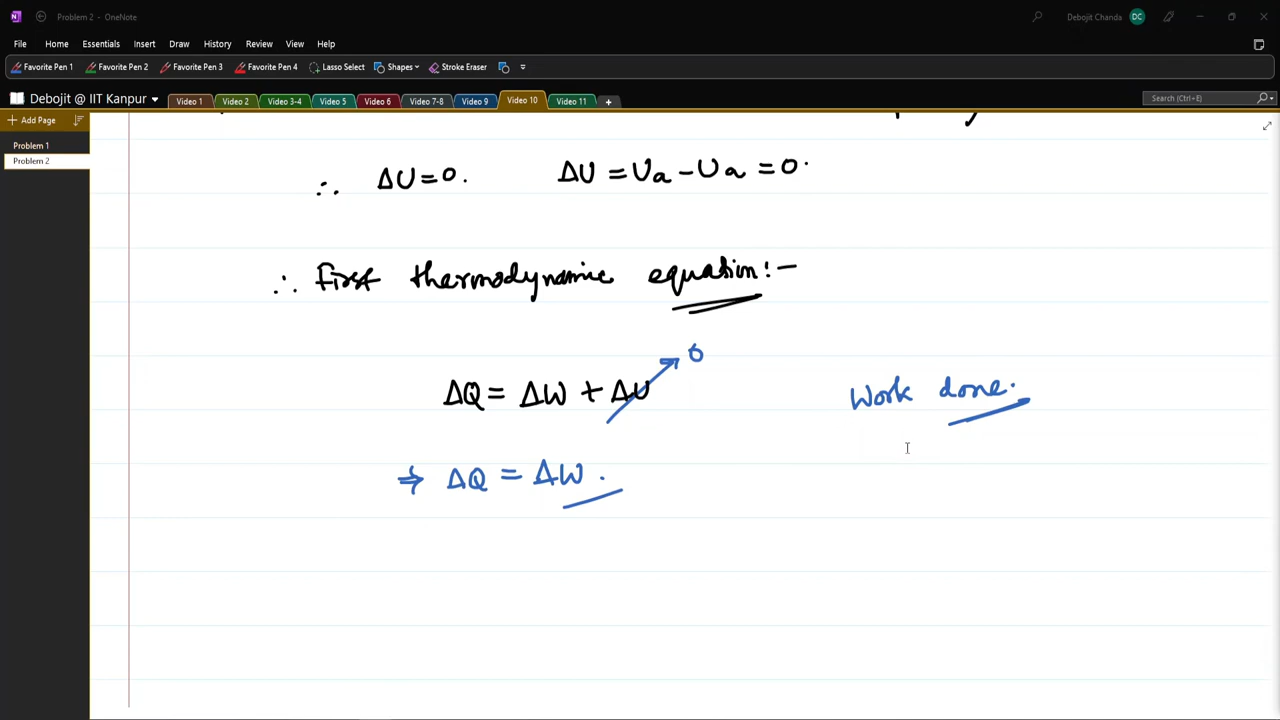 Problem 2 - OneNote
Debojit Chanda DC
File Home Essentials Insert Draw History Review View Help
Favorite Pen 1 Favorite Pen 2 Favorite Pen 3 Favorite Pen 4 Lasso Select Shapes Stroke Eraser
Debojit @ IIT Kanpur Video 1 Video 2 Video 3-4 Video 5 Video 6 Video 7-8 Video 9 Video 10 Video 11 + Search (Ctrl+E)
+ Add Page
Problem 1
Problem 2
∴ ΔU = 0. ΔU = Ua - Ua = 0.
∴ First thermodynamic equation:-
0
ΔQ = ΔW + ΔU
Work done.
⇒ ΔQ = ΔW.